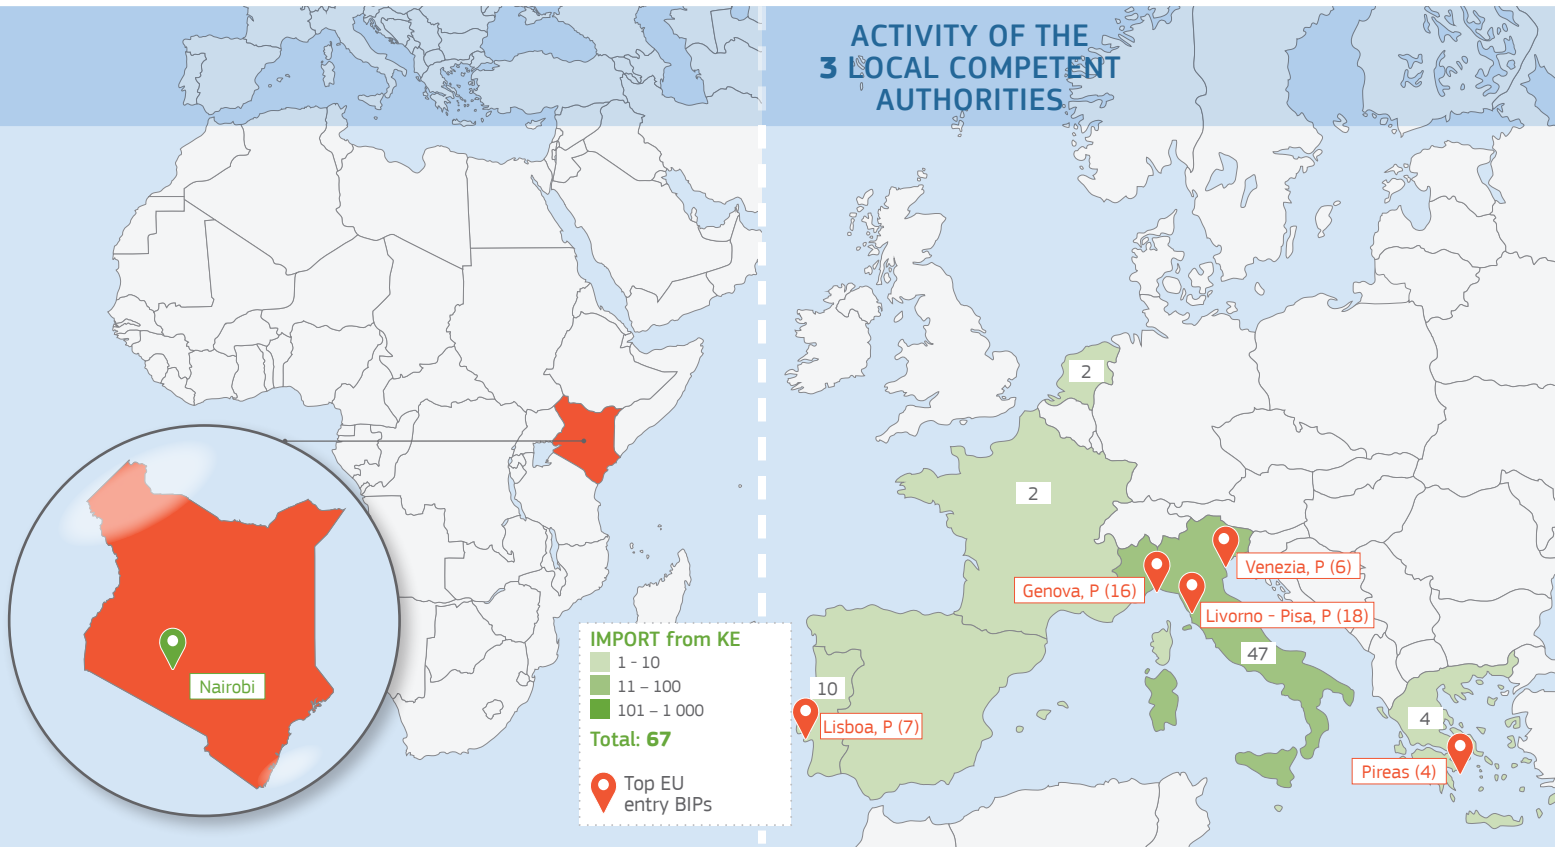 ACTIVITY OF THE
3 LOCAL COMPETENT
AUTHORITIES
2
2
Venezia, P (6)
Genova, P (16)
Livorno - Pisa, P (18)
47
10
Lisboa, P (7)
4
Pireas (4)
Nairobi
IMPORT from KE
1 - 10
11 – 100
101 – 1 000
Total: 67
Top EU
entry BIPs